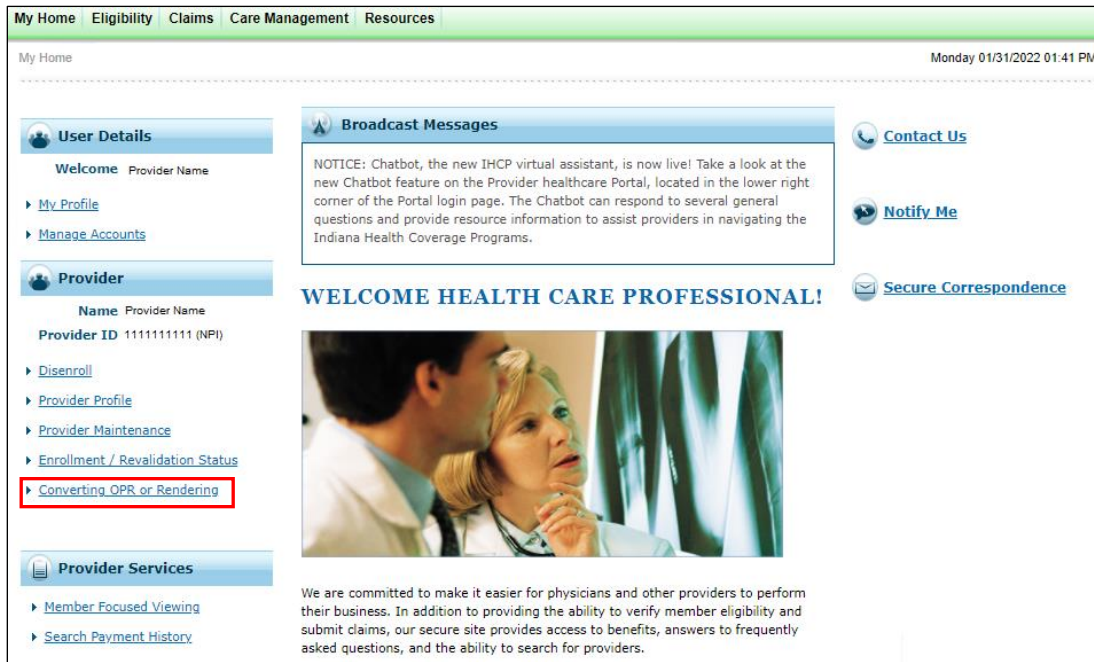 My Home Eligibility Claims Care Management Resources
My Home
Monday 01/31/2022 01:41 PM
User Details
Welcome Provider Name
My Profile
Manage Accounts
Provider
Name Provider Name
Provider ID 1111111111 (NPI)
Disenroll
Provider Profile
Provider Maintenance
Enrollment / Revalidation Status
Converting OPR or Rendering
Provider Services
Member Focused Viewing
Search Payment History
Broadcast Messages
NOTICE: Chatbot, the new IHCP virtual assistant, is now live! Take a look at the
new Chatbot feature on the Provider healthcare Portal, located in the lower right
corner of the Portal login page. The Chatbot can respond to several general
questions and provide resource information to assist providers in navigating the
Indiana Health Coverage Programs.
WELCOME HEALTH CARE PROFESSIONAL!
We are committed to make it easier for physicians and other providers to perform
their business. In addition to providing the ability to verify member eligibility and
submit claims, our secure site provides access to benefits, answers to frequently
asked questions, and the ability to search for providers.
Contact Us
Notify Me
Secure Correspondence